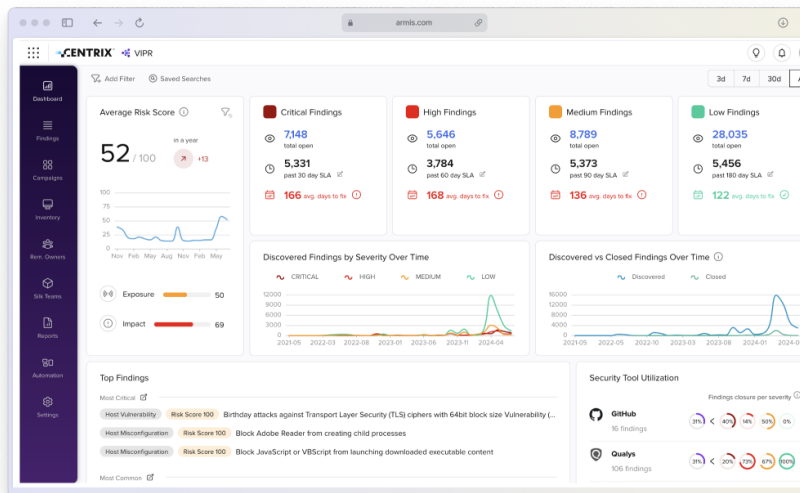 armis.com
CENTRIX VIPR
Dashboard
Findings
Campaigns
Inventory
Rem. Owners
Silk Teams
Reports
Automation
Settings
Add Filter Saved Searches
3d 7d 30d
Average Risk Score
52 / 100
in a year
+13
100
75
50
25
0
Nov Feb May Aug Nov Feb May
Exposure 50
Impact 69
Critical Findings
7,148
total open
5,331
past 30 day SLA
166 avg. days to fix
High Findings
5,646
total open
3,784
past 60 day SLA
168 avg. days to fix
Medium Findings
8,789
total open
5,373
past 90 day SLA
136 avg. days to fix
Low Findings
28,035
total open
5,456
past 180 day SLA
122 avg. days to fix
Discovered Findings by Severity Over Time
CRITICAL HIGH MEDIUM LOW
12000
9000
6000
3000
0
2021-05 2022-03 2022-08 2023-01 2023-06 2023-11 2024-04
Discovered vs Closed Findings Over Time
Discovered Closed
16000
12000
8000
4000
0
2021-05 2022-05 2022-10 2023-03 2023-08 2024-01 2024-0
Top Findings
Most Critical
Host Vulnerability Risk Score 100 Birthday attacks against Transport Layer Security (TLS) ciphers with 64bit block size Vulnerability (...
Host Misconfiguration Risk Score 100 Block Adobe Reader from creating child processes
Host Misconfiguration Risk Score 100 Block JavaScript or VBScript from launching downloaded executable content
Most Common
Security Tool Utilization
Findings closure per severity
GitHub
16 findings
31% < 40% 14% 50% 0%
Qualys
106 findings
31% < 20% 73% 67% 100%